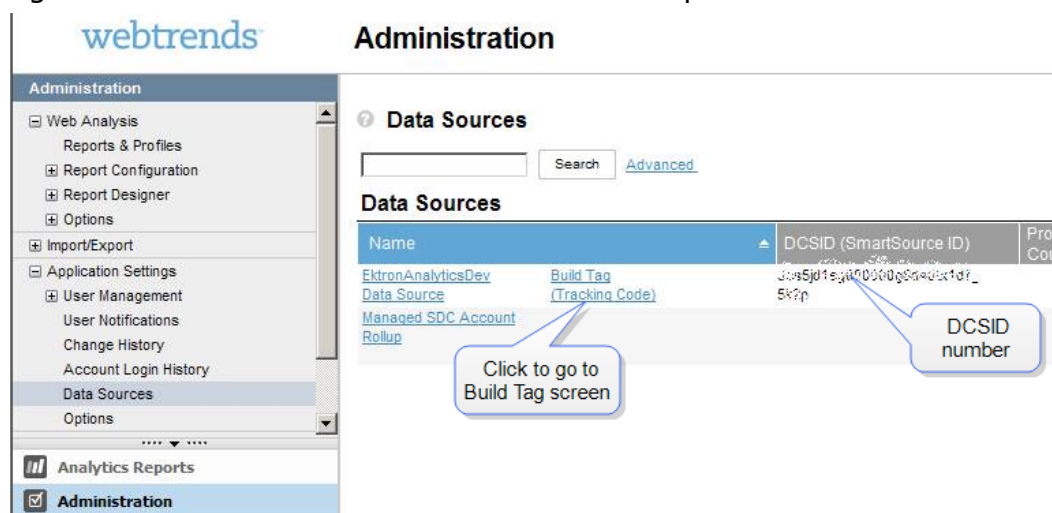 webtrends
Administration
Administration
Web Analysis
Reports & Profiles
Report Configuration
Report Designer
Options
Import/Export
Application Settings
User Management
User Notifications
Change History
Account Login History
Data Sources
Options
Analytics Reports
Administration
Data Sources
Search Advanced
Data Sources
Name DCSID (SmartSource ID)
EktronAnalyticsDev
Data Source
Build Tag
(Tracking Code)
5k2p
Managed SDC Account
Rollup
Click to go to
Build Tag screen
DCSID
number